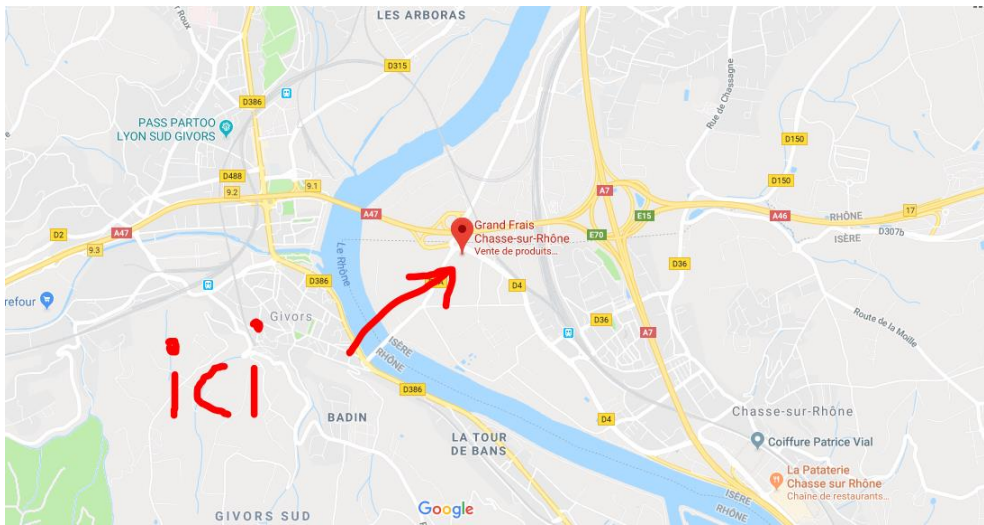 LES ARBORAS
D315
Rue de Chassagne
D386
PASS PARTOO
LYON SUD GIVORS
D150
D488
9.2
9.1
D150
A7
A47
E15
A46
RHÔNE
17
ISÈRE
D307b
Grand Frais
Chasse-sur-Rhône
Vente de produits...
E70
A47
D2
9.3
Le Rhône
D386
D4
D36
refour
Givors
D36
A7
Route de la Moille
ISÈRE
RHÔNE
ici
D386
BADIN
D4
Chasse-sur-Rhône
LA TOUR
DE BANS
Coiffure Patrice Vial
La Pataterie
Chasse sur Rhône
Chaîne de restaurants...
ISÈRE
RHÔNE
GIVORS SUD
Google